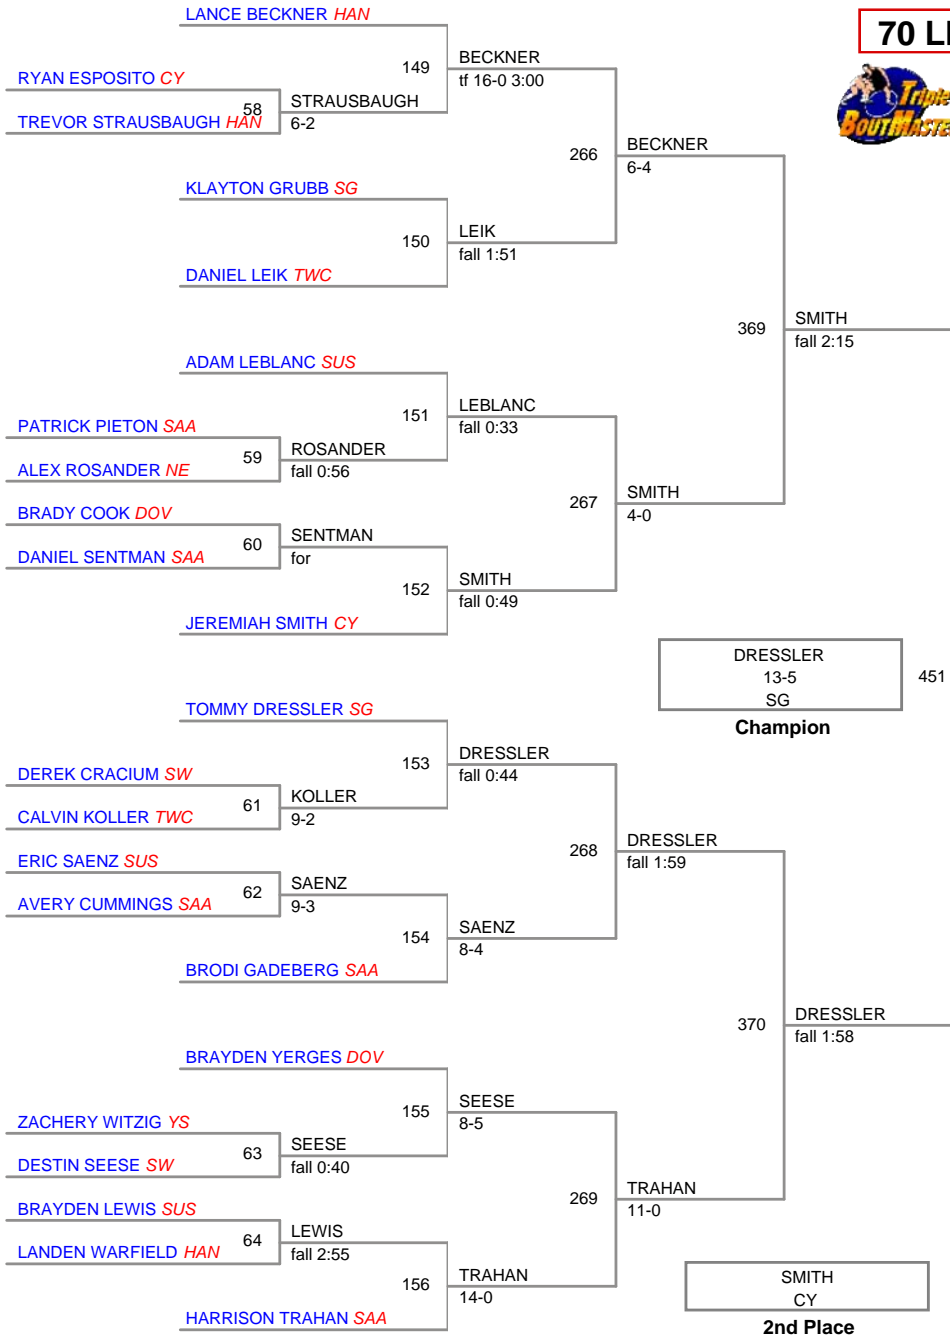 LANCE BECKNER HAN
70 L
149
BECKNER
tf 16-0 3:00
RYAN ESPOSITO CY
58
STRAUSBAUGH
6-2
TREVOR STRAUSBAUGH HAN
266
BECKNER
6-4
KLAYTON GRUBB SG
150
LEIK
fall 1:51
DANIEL LEIK TWC
369
SMITH
fall 2:15
ADAM LEBLANC SUS
151
LEBLANC
fall 0:33
PATRICK PIETON SAA
59
ROSANDER
fall 0:56
ALEX ROSANDER NE
267
SMITH
4-0
BRADY COOK DOV
60
SENTMAN
for
DANIEL SENTMAN SAA
152
SMITH
fall 0:49
JEREMIAH SMITH CY
DRESSLER
13-5
SG
451
Champion
TOMMY DRESSLER SG
153
DRESSLER
fall 0:44
DEREK CRACIUM SW
61
KOLLER
9-2
CALVIN KOLLER TWC
268
DRESSLER
fall 1:59
ERIC SAENZ SUS
62
SAENZ
9-3
AVERY CUMMINGS SAA
154
SAENZ
8-4
BRODI GADEBERG SAA
370
DRESSLER
fall 1:58
BRAYDEN YERGES DOV
155
SEESE
8-5
ZACHERY WITZIG YS
63
SEESE
fall 0:40
DESTIN SEESE SW
269
TRAHAN
11-0
BRAYDEN LEWIS SUS
64
LEWIS
fall 2:55
LANDEN WARFIELD HAN
156
TRAHAN
14-0
HARRISON TRAHAN SAA
SMITH
CY
2nd Place